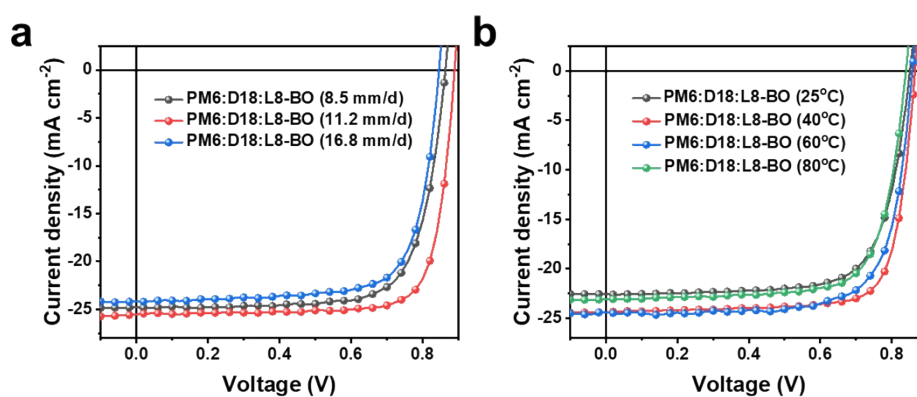 a
0
-5
-10
-15
-20
-25
Current density (mA cm⁻²)
PM6:D18:L8-BO (8.5 mm/d)
PM6:D18:L8-BO (11.2 mm/d)
PM6:D18:L8-BO (16.8 mm/d)
0.0 0.2 0.4 0.6 0.8
Voltage (V)
b
0
-5
-10
-15
-20
-25
Current density (mA cm⁻²)
PM6:D18:L8-BO (25°C)
PM6:D18:L8-BO (40°C)
PM6:D18:L8-BO (60°C)
PM6:D18:L8-BO (80°C)
0.0 0.2 0.4 0.6 0.8
Voltage (V)